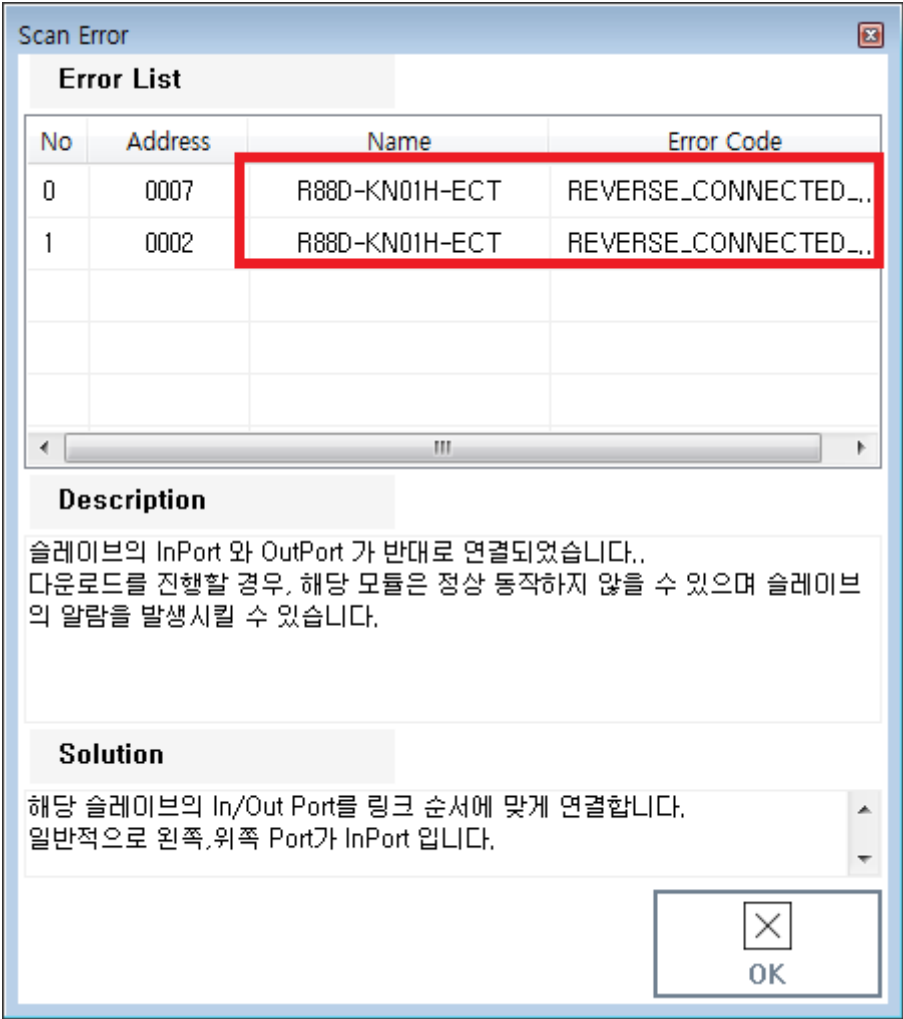 Scan Error
Error List
No Address Name Error Code
0 0007 R88D-KN01H-ECT REVERSE_CONNECTED_..
1 0002 R88D-KN01H-ECT REVERSE_CONNECTED_..
Description
슬레이브의 InPort 와 OutPort 가 반대로 연결되었습니다..
다운로드를 진행할 경우, 해당 모듈은 정상 동작하지 않을 수 있으며 슬레이브
의 알람을 발생시킬 수 있습니다.
Solution
해당 슬레이브의 In/Out Port를 링크 순서에 맞게 연결합니다.
일반적으로 왼쪽,위쪽 Port가 InPort 입니다.
OK